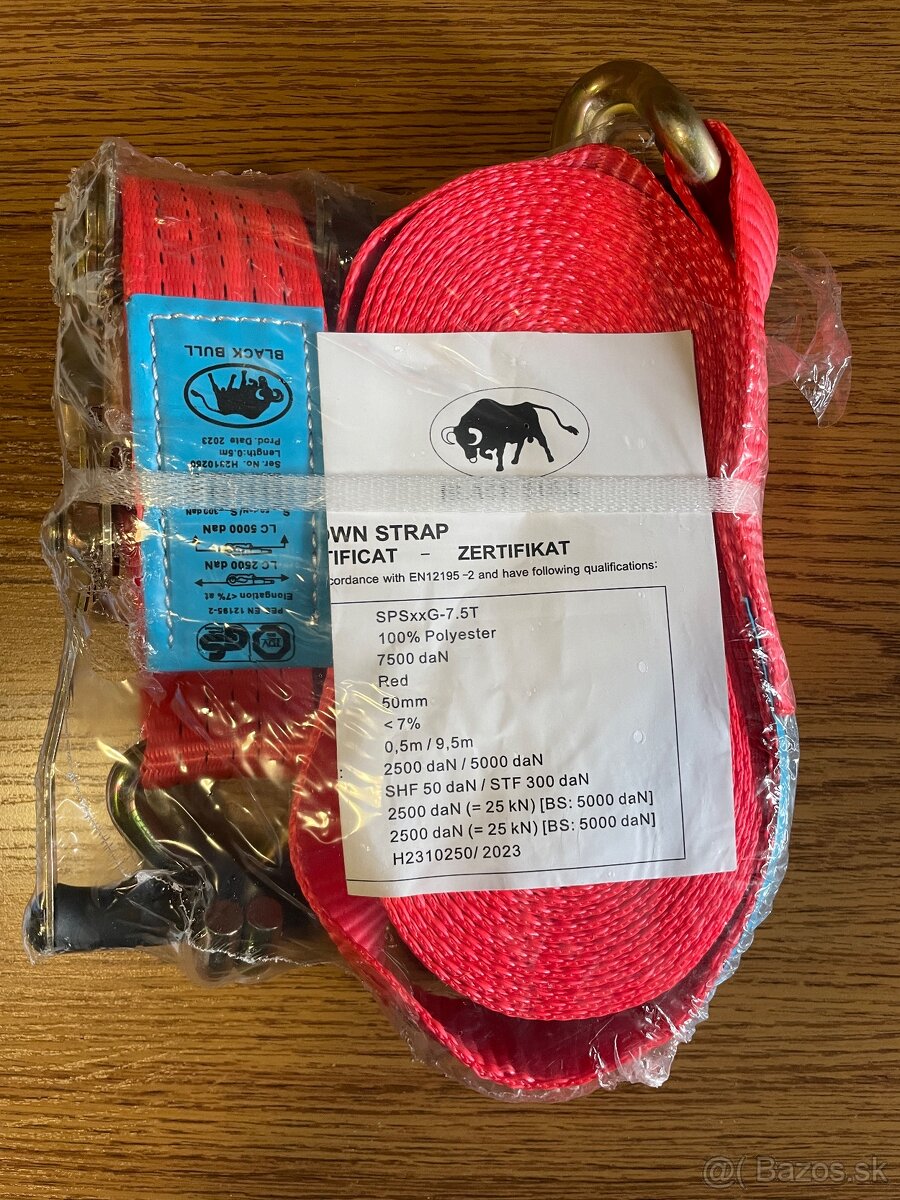 BLACK BULL
Prod. Date 2023
Length:0.5m
Ser. No. H2310250
LC 5000 daN
LC 2500 daN
Elongation <7% at
PES EN 12195-2
GS TÜV
OWN STRAP
TIFICAT – ZERTIFIKAT
cordance with EN12195 –2 and have following qualifications:
SPSxxG-7.5T
100% Polyester
7500 daN
Red
50mm
< 7%
0,5m / 9,5m
2500 daN / 5000 daN
SHF 50 daN / STF 300 daN
2500 daN (= 25 kN) [BS: 5000 daN]
2500 daN (= 25 kN) [BS: 5000 daN]
H2310250/ 2023
@( Bazos.sk